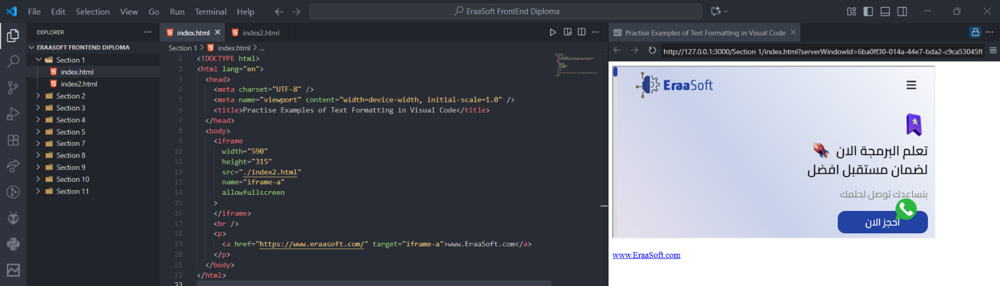 File Edit Selection View Go Run Terminal Help
EraaSoft FrontEnd Diploma
EXPLORER
ERAASOFT FRONTEND DIPLOMA
Section 1
index.html
index2.html
Section 2
Section 3
Section 4
Section 5
Section 7
Section 8
Section 9
Section 10
Section 11
index.html
index2.html
Section 1 > index.html > ...
1 <!DOCTYPE html>
2 <html lang="en">
3 <head>
4 <meta charset="UTF-8" />
5 <meta name="viewport" content="width=device-width, initial-scale=1.0" />
6 <title>Practise Examples of Text Formatting in Visual Code</title>
7 </head>
8 <body>
9 <iframe
10 width="590"
11 height="315"
12 src="./index2.html"
13 name="iframe-a"
14 allowfullscreen
15 >
16 </iframe>
17 <br />
18 <p>
19 <a href="https://www.eraasoft.com/" target="iframe-a">www.EraaSoft.com</a>
20 </p>
21 </body>
22 </html>
23
Practise Examples of Text Formatting in Visual Code
http://127.0.0.1:3000/Section 1/index.html?serverWindowId=6ba0ff30-014a-44e7-bda2-c9ca53045ff
EraaSoft
تعلم البرمجة الان
لضمان مستقبل افضل
بنساعدك توصل لحلمك
احجز الان
www.EraaSoft.com